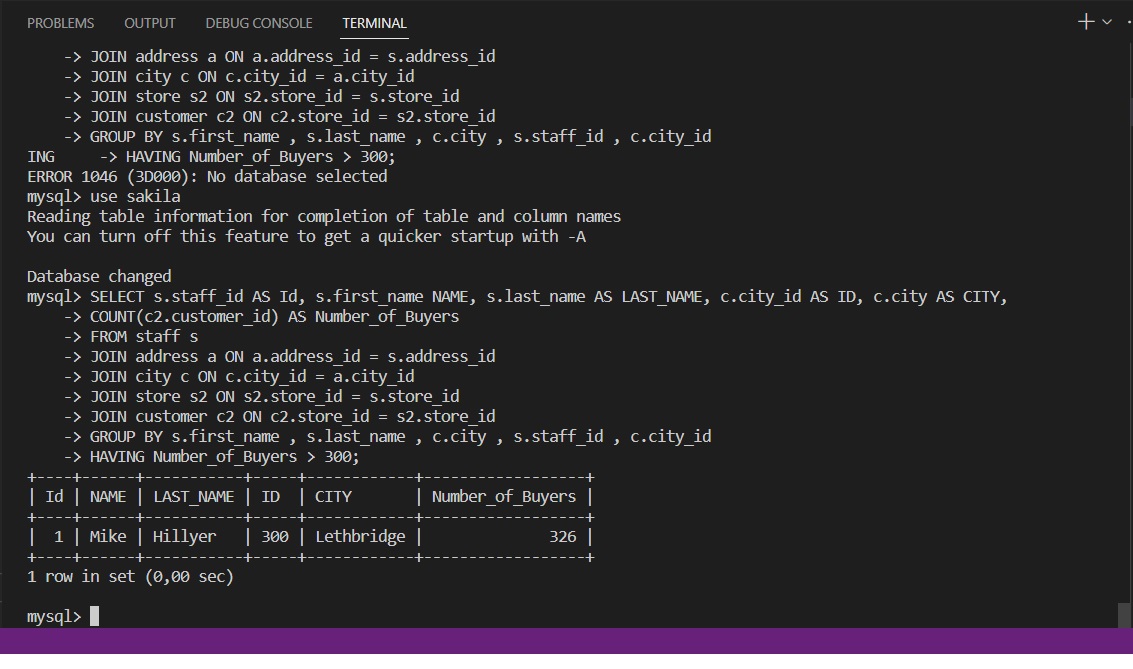 PROBLEMS OUTPUT DEBUG CONSOLE TERMINAL
    -> JOIN address a ON a.address_id = s.address_id
    -> JOIN city c ON c.city_id = a.city_id
    -> JOIN store s2 ON s2.store_id = s.store_id
    -> JOIN customer c2 ON c2.store_id = s2.store_id
    -> GROUP BY s.first_name , s.last_name , c.city , s.staff_id , c.city_id
ING     -> HAVING Number_of_Buyers > 300;
ERROR 1046 (3D000): No database selected
mysql> use sakila
Reading table information for completion of table and column names
You can turn off this feature to get a quicker startup with -A

Database changed
mysql> SELECT s.staff_id AS Id, s.first_name NAME, s.last_name AS LAST_NAME, c.city_id AS ID, c.city AS CITY,
    -> COUNT(c2.customer_id) AS Number_of_Buyers
    -> FROM staff s
    -> JOIN address a ON a.address_id = s.address_id
    -> JOIN city c ON c.city_id = a.city_id
    -> JOIN store s2 ON s2.store_id = s.store_id
    -> JOIN customer c2 ON c2.store_id = s2.store_id
    -> GROUP BY s.first_name , s.last_name , c.city , s.staff_id , c.city_id
    -> HAVING Number_of_Buyers > 300;
+----+------+-----------+-----+------------+------------------+
| Id | NAME | LAST_NAME | ID  | CITY       | Number_of_Buyers |
+----+------+-----------+-----+------------+------------------+
|  1 | Mike | Hillyer   | 300 | Lethbridge |              326 |
+----+------+-----------+-----+------------+------------------+
1 row in set (0,00 sec)

mysql>